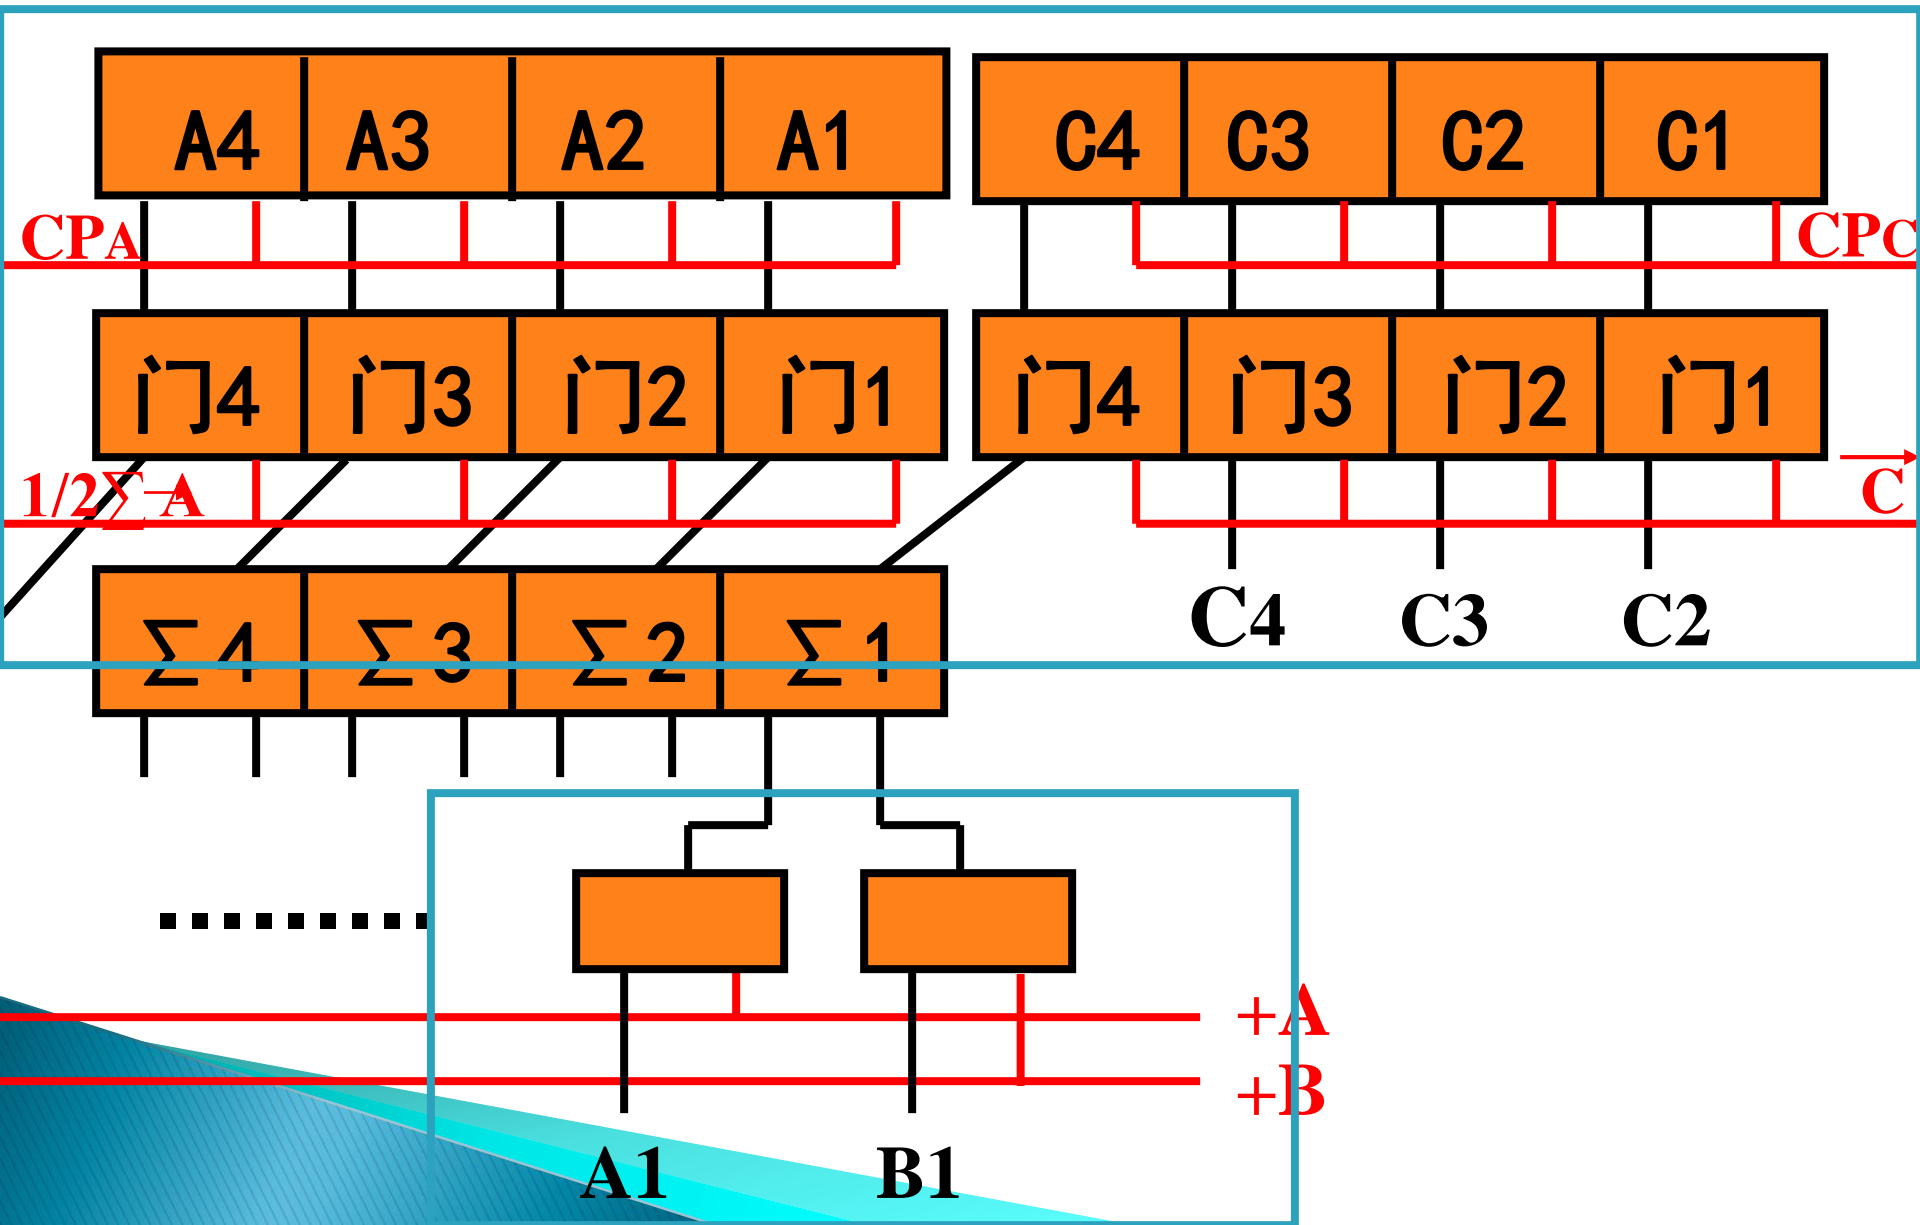 A4 A3 A2 A1 C4 C3 C2 C1
CPA CPC
门4 门3 门2 门1 门4 门3 门2 门1
1/2∑→A C
C4 C3 C2
∑4 ∑3 ∑2 ∑1
+A
+B
A1 B1